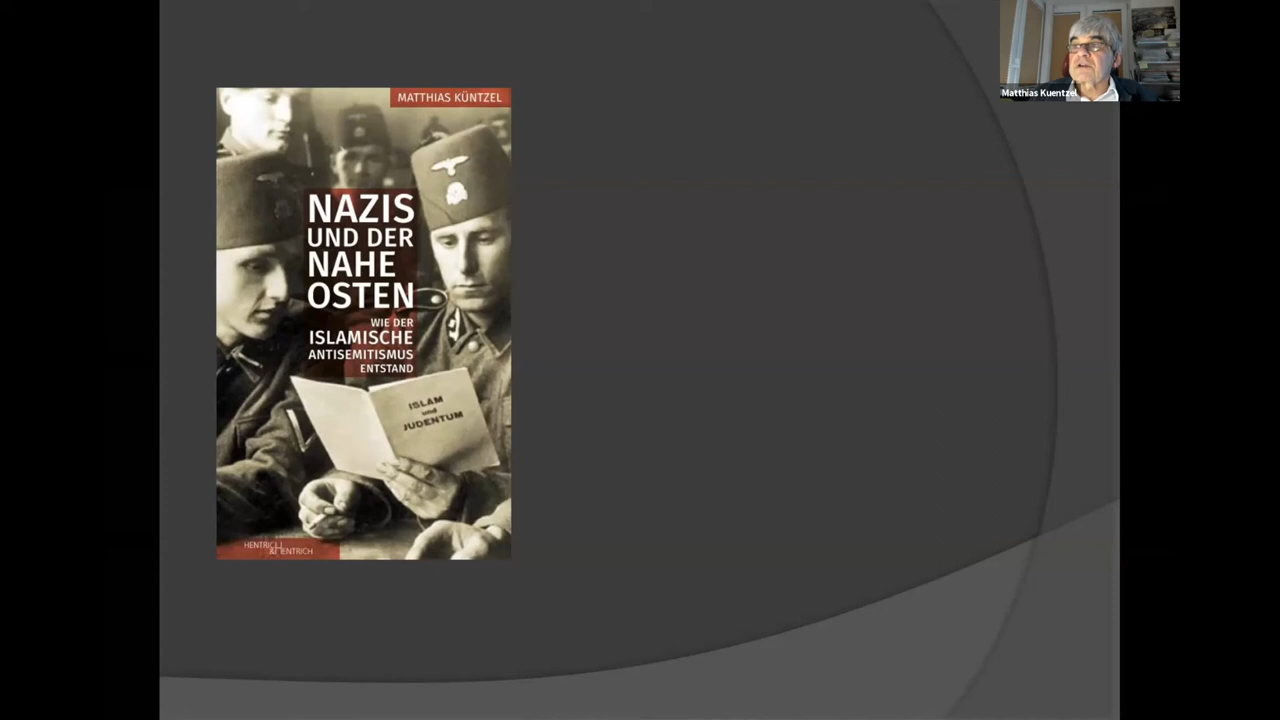 MATTHIAS KÜNTZEL
NAZIS
UND DER
NAHE
OSTEN
WIE DER
ISLAMISCHE
ANTISEMITISMUS
ENTSTAND
ISLAM
und
JUDENTUM
HENTRICH
&HENTRICH
Matthias Kuentzel